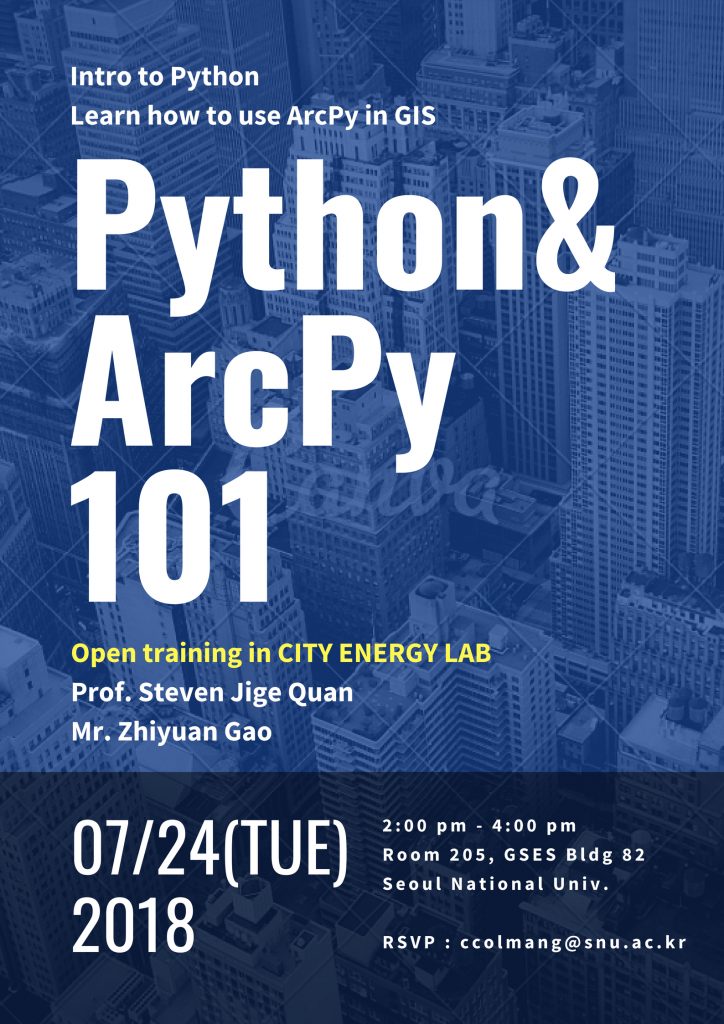 Intro to Python
Learn how to use ArcPy in GIS
Python&
ArcPy
101
Canva
Open training in CITY ENERGY LAB
Prof. Steven Jige Quan
Mr. Zhiyuan Gao
07/24(TUE)
2018
2:00 pm - 4:00 pm
Room 205, GSES Bldg 82
Seoul National Univ.
RSVP : ccolmang@snu.ac.kr